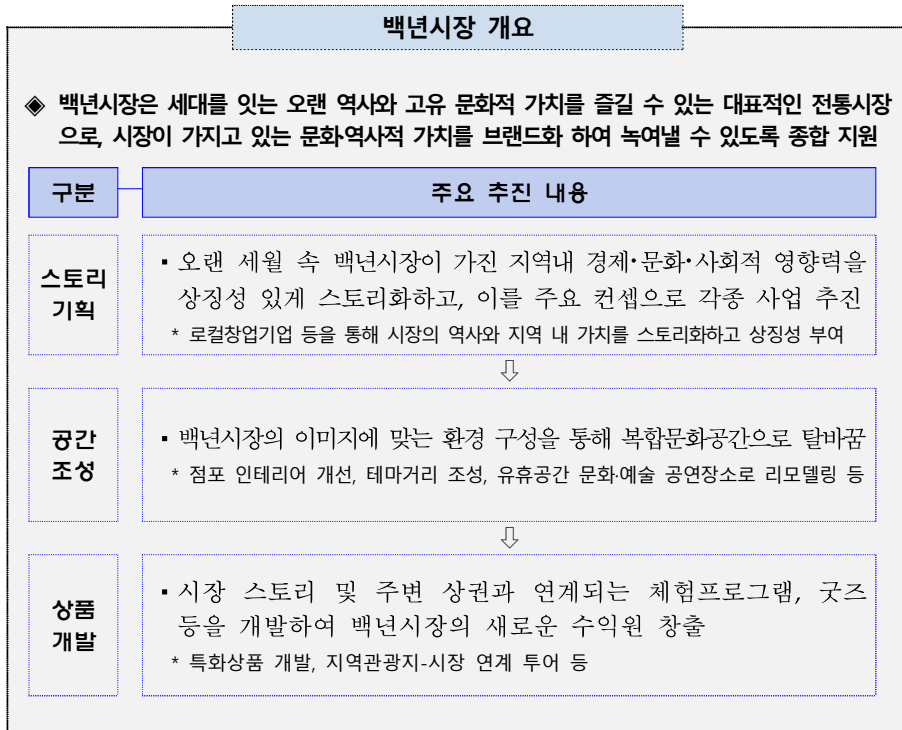 백년시장 개요
◈ 백년시장은 세대를 잇는 오랜 역사와 고유 문화적 가치를 즐길 수 있는 대표적인 전통시장
으로, 시장이 가지고 있는 문화·역사적 가치를 브랜드화 하여 녹여낼 수 있도록 종합 지원
구분
주요 추진 내용
스토리
기획
▪ 오랜 세월 속 백년시장이 가진 지역내 경제·문화·사회적 영향력을
상징성 있게 스토리화하고, 이를 주요 컨셉으로 각종 사업 추진
* 로컬창업기업 등을 통해 시장의 역사와 지역 내 가치를 스토리화하고 상징성 부여
⇩
공간
조성
▪ 백년시장의 이미지에 맞는 환경 구성을 통해 복합문화공간으로 탈바꿈
* 점포 인테리어 개선, 테마거리 조성, 유휴공간 문화·예술 공연장소로 리모델링 등
⇩
상품
개발
▪ 시장 스토리 및 주변 상권과 연계되는 체험프로그램, 굿즈
등을 개발하여 백년시장의 새로운 수익원 창출
* 특화상품 개발, 지역관광지-시장 연계 투어 등